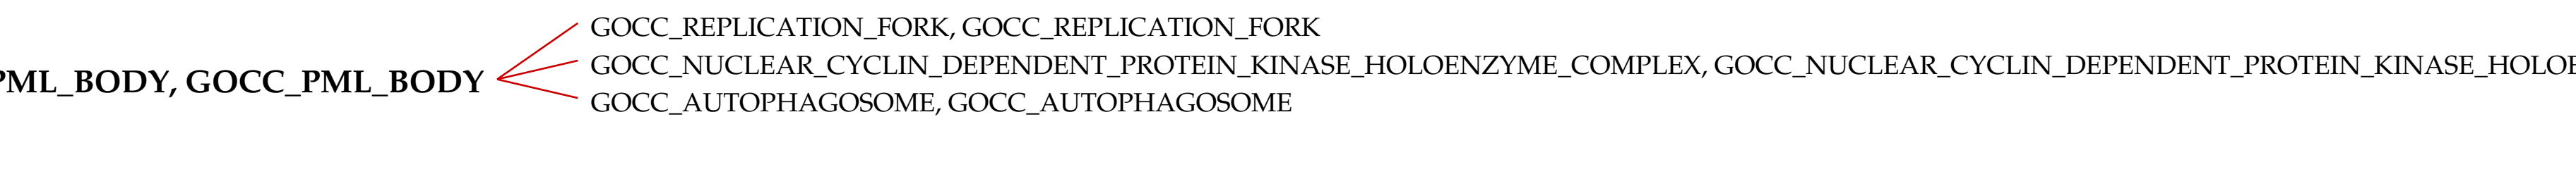 GOCC_REPLICATION_FORK, GOCC_REPLICATION_FORK
PML_BODY, GOCC_PML_BODY
GOCC_NUCLEAR_CYCLIN_DEPENDENT_PROTEIN_KINASE_HOLOENZYME_COMPLEX, GOCC_NUCLEAR_CYCLIN_DEPENDENT_PROTEIN_KINASE_HOLOE
GOCC_AUTOPHAGOSOME, GOCC_AUTOPHAGOSOME